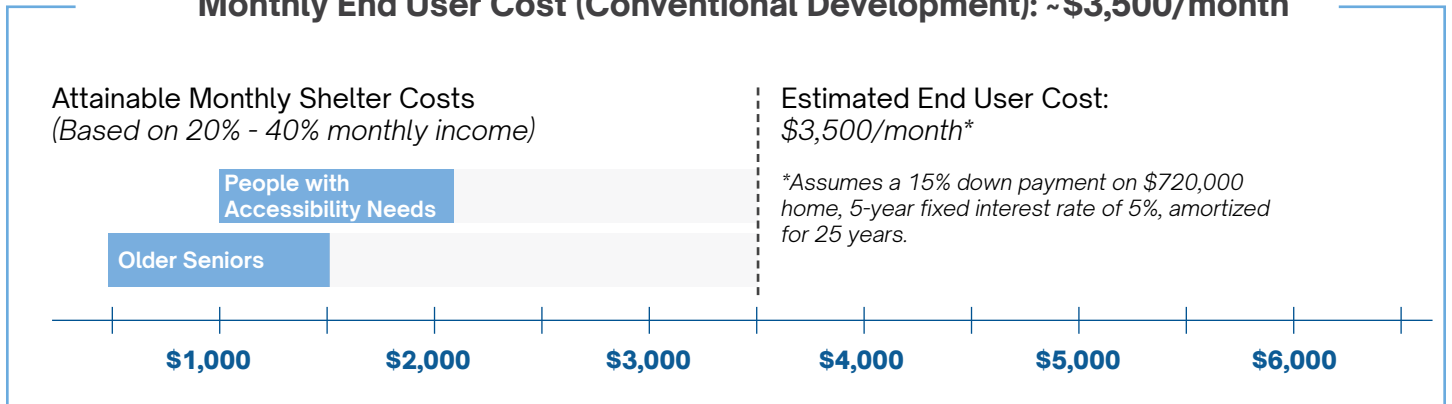 Monthly End User Cost (Conventional Development): ~$3,500/month
Attainable Monthly Shelter Costs
(Based on 20% - 40% monthly income)
Estimated End User Cost:
$3,500/month*
*Assumes a 15% down payment on $720,000
home, 5-year fixed interest rate of 5%, amortized
for 25 years.
People with
Accessibility Needs
Older Seniors
$1,000
$2,000
$3,000
$4,000
$5,000
$6,000